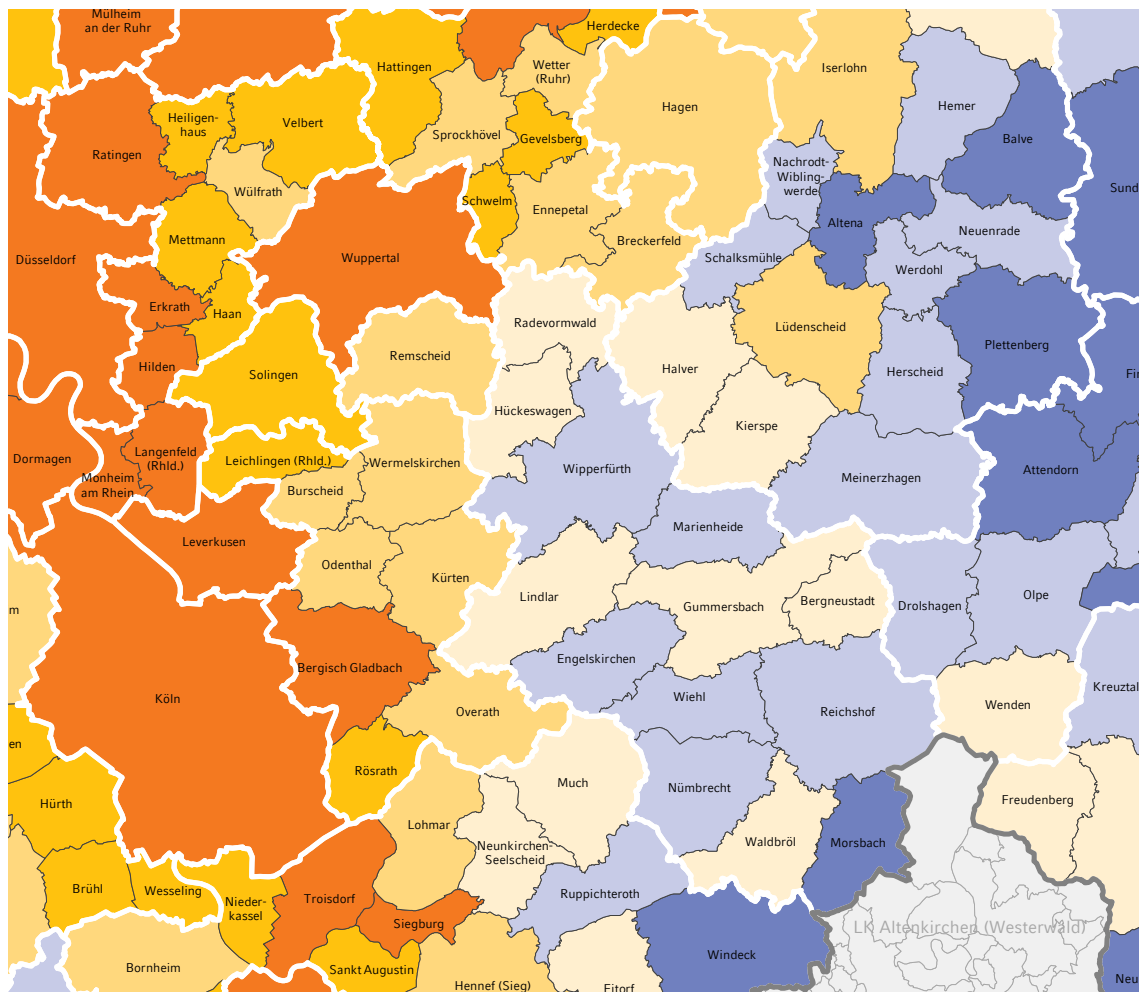 Mülheim
an der Ruhr
Hattingen
Herdecke
Wetter
(Ruhr)
Iserlohn
Hagen
Hemer
Heiligen-
haus
Velbert
Sprockhövel
Gevelsberg
Balve
Ratingen
Nachrodt-
Wibling-
werde
Sund
Wülfrath
Schwelm
Ennepetal
Altena
Mettmann
Breckerfeld
Neuenrade
Düsseldorf
Wuppertal
Schalksmühle
Werdohl
Erkrath
Haan
Radevormwald
Lüdenscheid
Plettenberg
Remscheid
Hilden
Solingen
Halver
Herscheid
Fin
Hückeswagen
Kierspe
Dormagen
Langenfeld
(Rhld.)
Leichlingen (Rhld.)
Wermelskirchen
Wipperfürth
Attendorn
Monheim
am Rhein
Burscheid
Meinerzhagen
Marienheide
Leverkusen
Odenthal
Kürten
Lindlar
Gummersbach
Bergneustadt
Drolshagen
Olpe
m
Bergisch Gladbach
Engelskirchen
Kreuztal
Köln
Wiehl
Overath
Reichshof
Wenden
en
Rösrath
Much
Nümbrecht
Hürth
Freudenberg
Lohmar
Neunkirchen-
Seelscheid
Waldbröl
Morsbach
Brühl
Wesseling
Nieder-
kassel
Troisdorf
Ruppichteroth
Siegburg
LK Altenkirchen (Westerwald)
Windeck
Bornheim
Sankt Augustin
Hennef (Sieg)
Eitorf
Neu